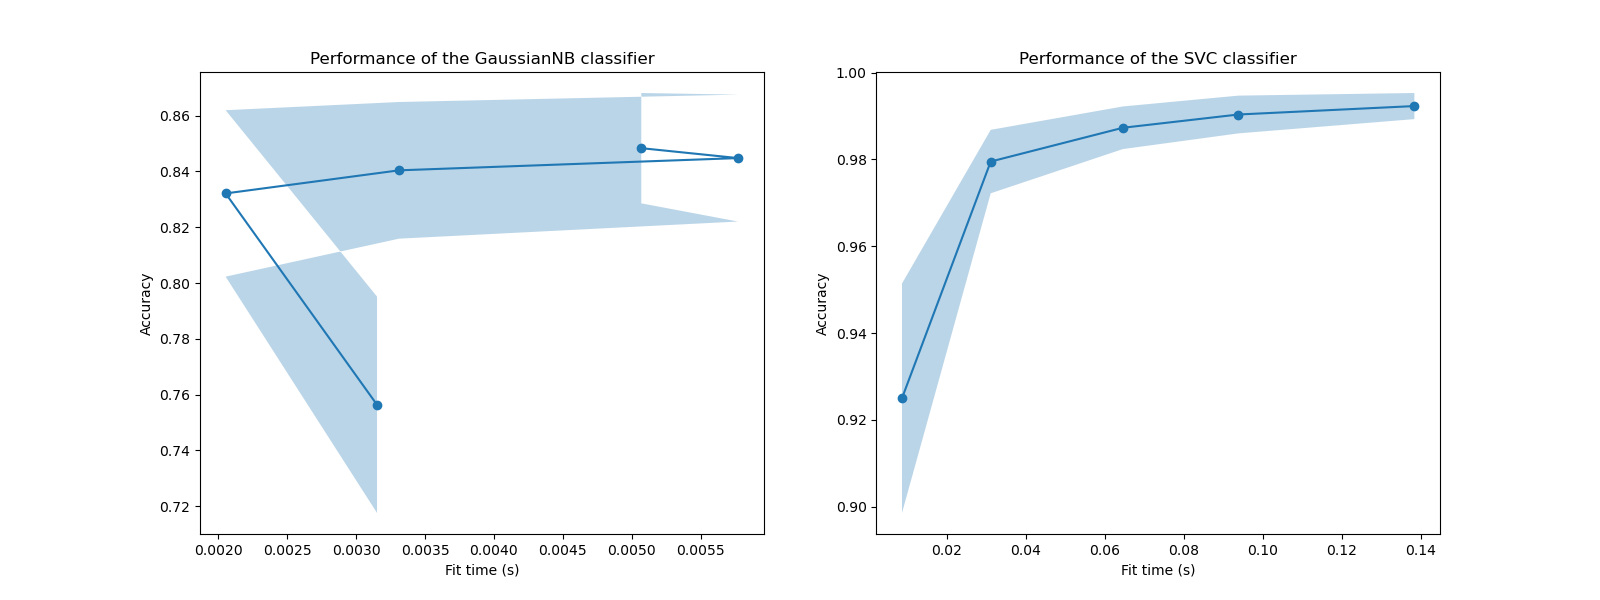 Performance of the GaussianNB classifier
Accuracy
0.86
0.84
0.82
0.80
0.78
0.76
0.74
0.72
0.0020 0.0025 0.0030 0.0035 0.0040 0.0045 0.0050 0.0055
Fit time (s)
Performance of the SVC classifier
Accuracy
1.00
0.98
0.96
0.94
0.92
0.90
0.02 0.04 0.06 0.08 0.10 0.12 0.14
Fit time (s)